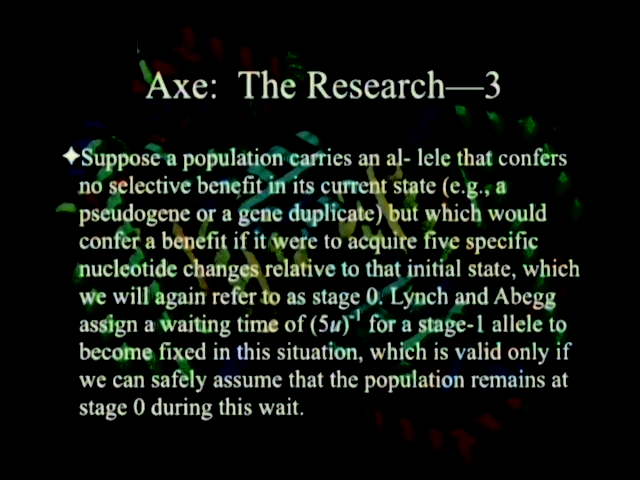 Axe: The Research—3
✦Suppose a population carries an al- lele that confers
no selective benefit in its current state (e.g., a
pseudogene or a gene duplicate) but which would
confer a benefit if it were to acquire five specific
nucleotide changes relative to that initial state, which
we will again refer to as stage 0. Lynch and Abegg
assign a waiting time of (5u)⁻¹ for a stage-1 allele to
become fixed in this situation, which is valid only if
we can safely assume that the population remains at
stage 0 during this wait.